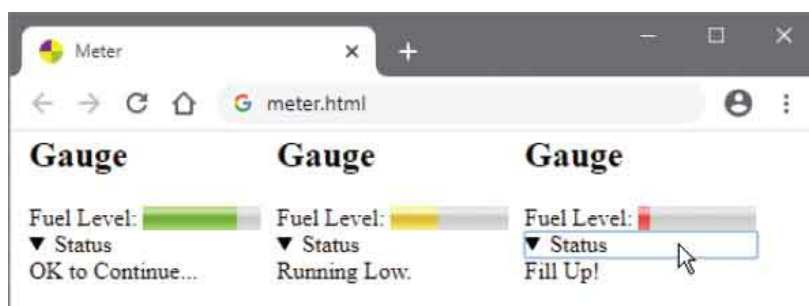 Meter
meter.html
Gauge Gauge Gauge
Fuel Level: Fuel Level: Fuel Level:
▼ Status ▼ Status ▼ Status
OK to Continue... Running Low. Fill Up!